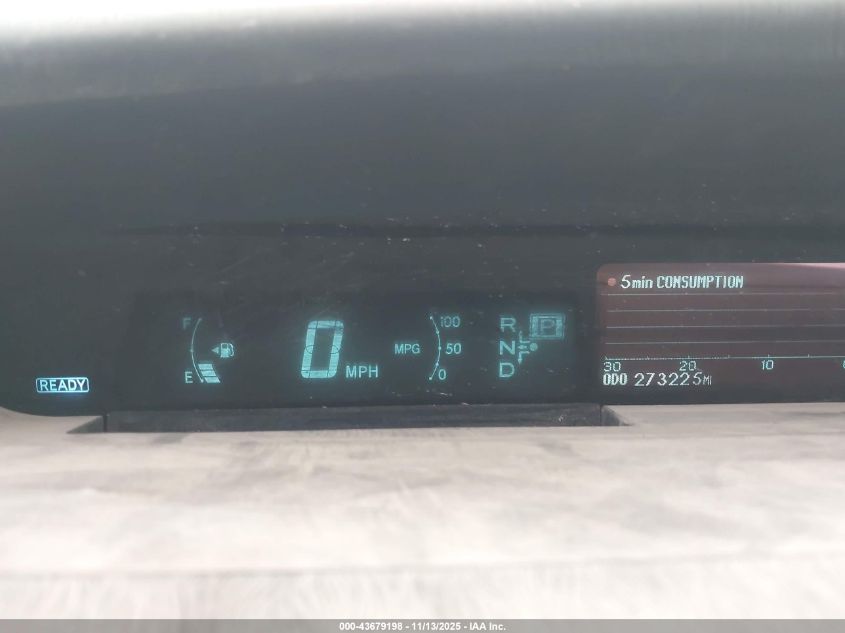 5min CONSUMPTION
F
100
R P
MPG 50
N
0 MPH
E
0
D
30 20 10
ODO 273225MI
READY
000-43679198 - 11/13/2025 - IAA Inc.